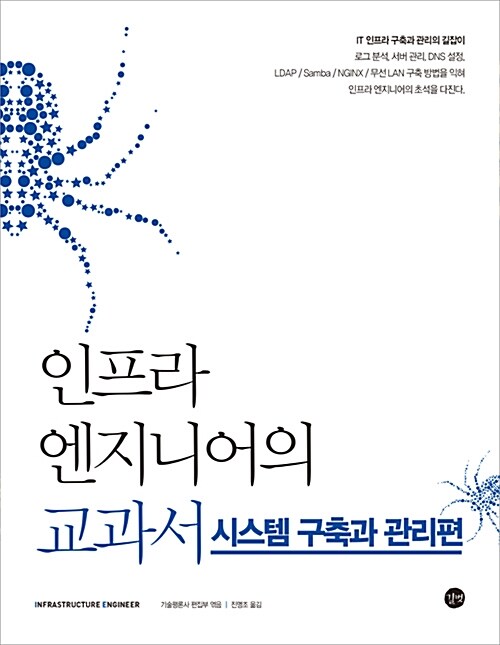 IT 인프라 구축과 관리의 길잡이
로그 분석, 서버 관리, DNS 설정,
LDAP / Samba / NGINX / 무선 LAN 구축 방법을 익혀
인프라 엔지니어의 초석을 다진다.
인프라
엔지니어의
교과서 시스템 구축과 관리편
INFRASTRUCTURE ENGINEER 기술평론사 편집부 엮음 | 진명조 옮김
길벗